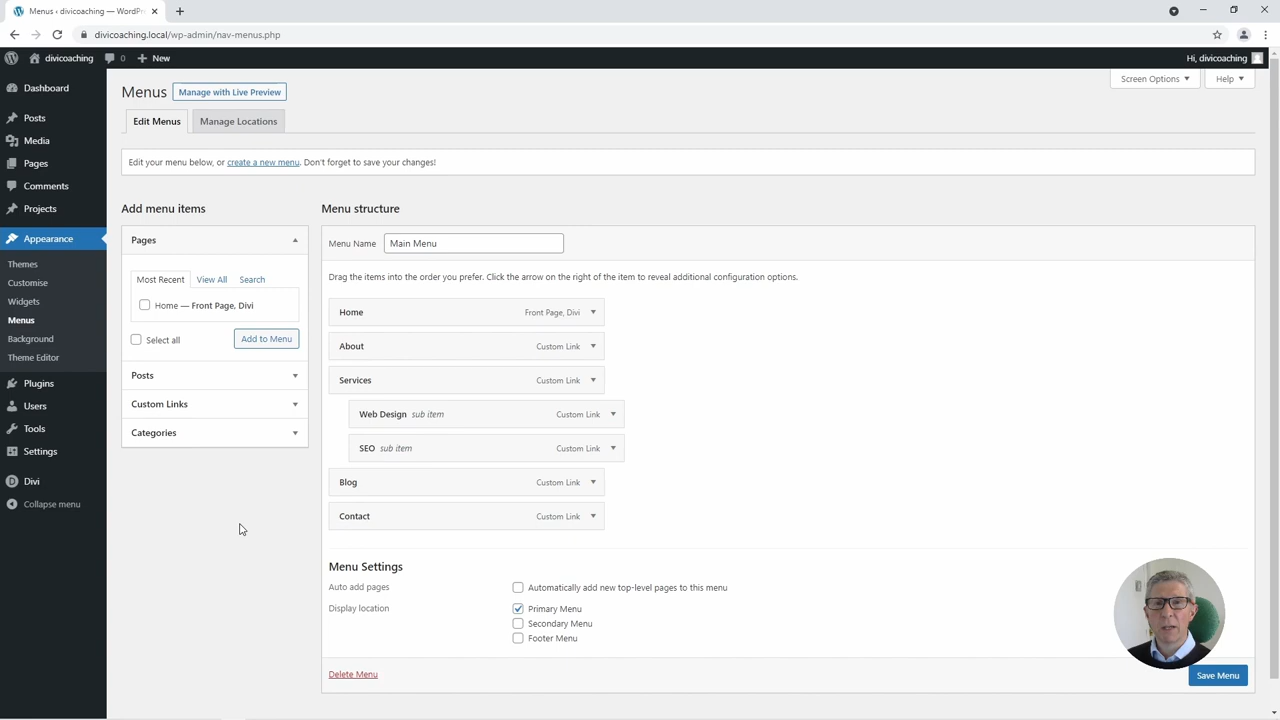 Menus ‹ divicoaching — WordPr
divicoaching.local/wp-admin/nav-menus.php
divicoaching
0
New
Hi, divicoaching
Dashboard
Posts
Media
Pages
Comments
Projects
Appearance
Themes
Customise
Widgets
Menus
Background
Theme Editor
Plugins
Users
Tools
Settings
Divi
Collapse menu
Menus
Manage with Live Preview
Screen Options
Help
Edit Menus
Manage Locations
Edit your menu below, or create a new menu. Don't forget to save your changes!
Add menu items
Pages
Most Recent
View All
Search
Home — Front Page, Divi
Select all
Add to Menu
Posts
Custom Links
Categories
Menu structure
Menu Name
Main Menu
Drag the items into the order you prefer. Click the arrow on the right of the item to reveal additional configuration options.
Home Front Page, Divi
About Custom Link
Services Custom Link
Web Design sub item Custom Link
SEO sub item Custom Link
Blog Custom Link
Contact Custom Link
Menu Settings
Auto add pages
Automatically add new top-level pages to this menu
Display location
Primary Menu
Secondary Menu
Footer Menu
Delete Menu
Save Menu